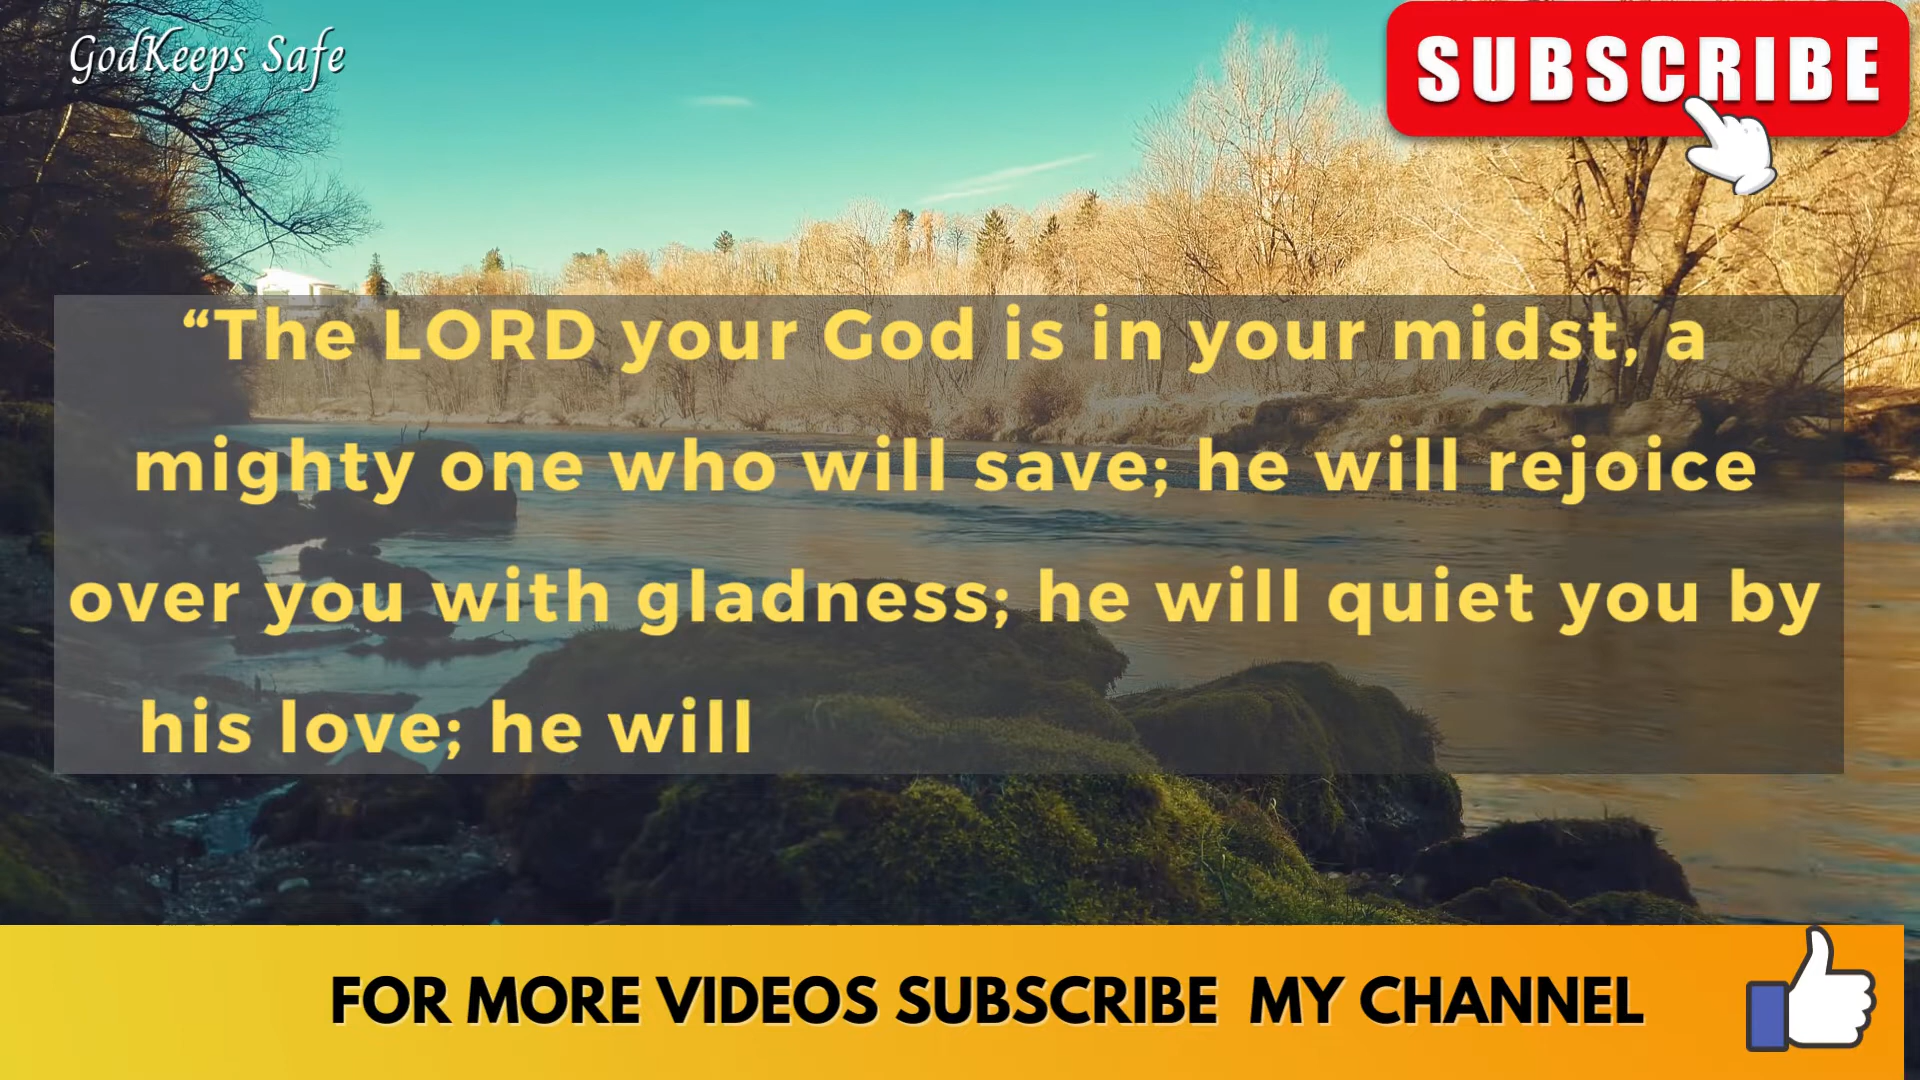 GodKeeps Safe
SUBSCRIBE
“The LORD your God is in your midst, a
mighty one who will save; he will rejoice
over you with gladness; he will quiet you by
his love; he will
FOR MORE VIDEOS SUBSCRIBE MY CHANNEL